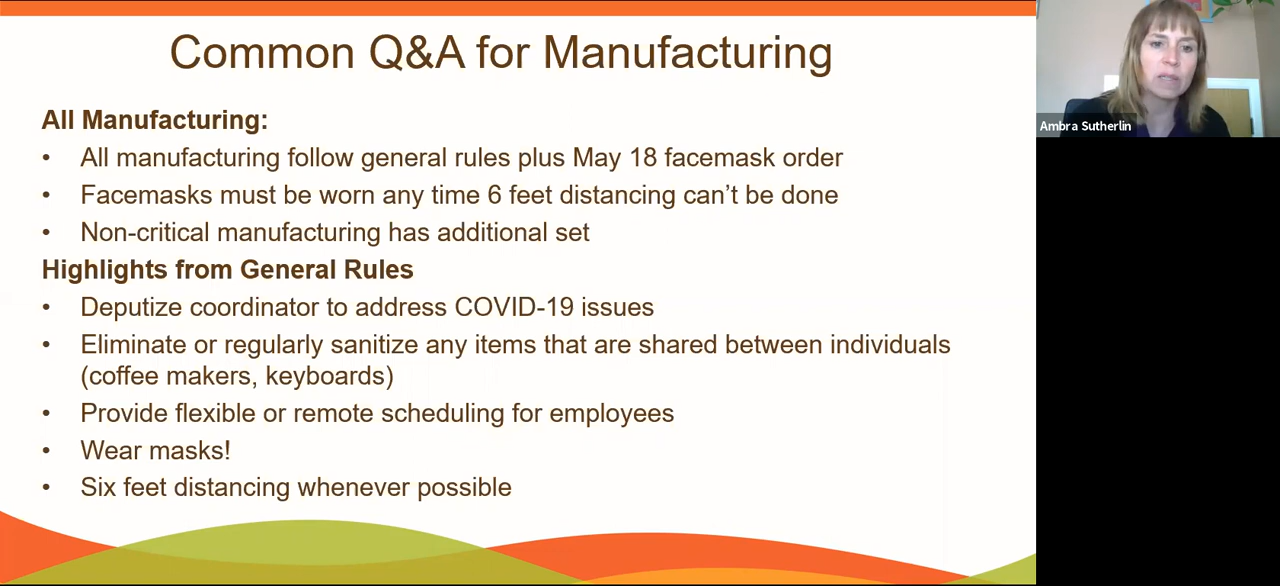 Common Q&A for Manufacturing
Ambra Sutherlin
All Manufacturing:
• All manufacturing follow general rules plus May 18 facemask order
• Facemasks must be worn any time 6 feet distancing can't be done
• Non-critical manufacturing has additional set
Highlights from General Rules
• Deputize coordinator to address COVID-19 issues
• Eliminate or regularly sanitize any items that are shared between individuals
(coffee makers, keyboards)
• Provide flexible or remote scheduling for employees
• Wear masks!
• Six feet distancing whenever possible